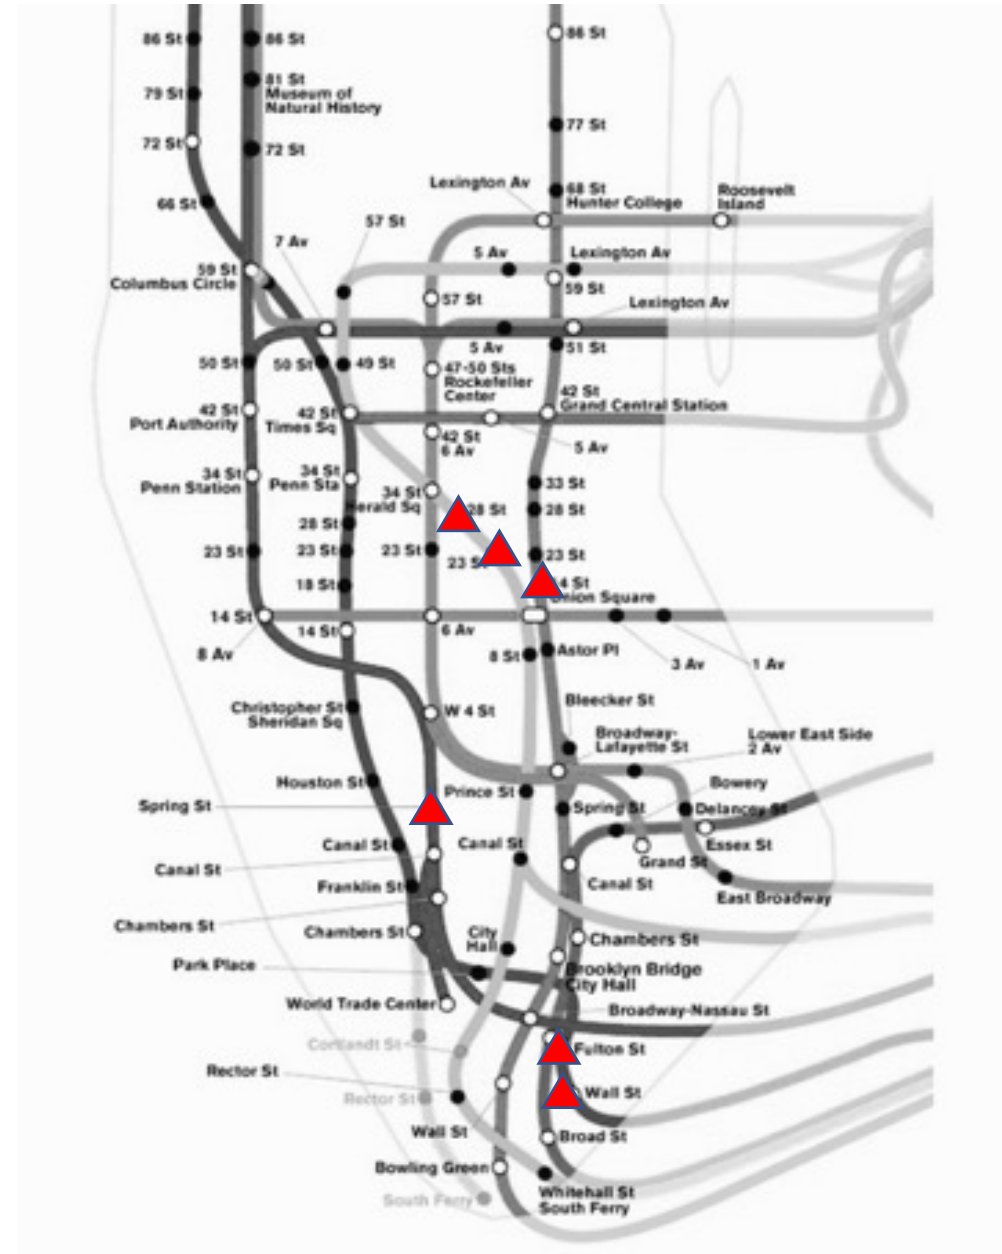 86 St
86 St
86 St
81 St
Museum of
Natural History
79 St
77 St
72 St
72 St
Lexington Av
68 St
Hunter College
Roosevelt
Island
66 St
57 St
7 Av
5 Av
Lexington Av
59 St
Columbus Circle
59 St
57 St
Lexington Av
5 Av
51 St
50 St
50 St
49 St
47-50 Sts
Rockefeller
Center
42 St
Grand Central Station
42 St
Port Authority
42 St
Times Sq
42 St
6 Av
5 Av
34 St
Penn Station
34 St
Penn Sta
34 St
Herald Sq
33 St
28 St
28 St
28 St
23 St
23 St
23 St
23 St
23 St
18 St
4 St
Union Square
14 St
14 St
6 Av
8 Av
8 St
Astor Pl
3 Av
1 Av
Christopher St
Sheridan Sq
W 4 St
Bleecker St
Broadway-
Lafayette St
Lower East Side
2 Av
Houston St
Prince St
Bowery
Spring St
Spring St
Delancey St
Canal St
Canal St
Essex St
Grand St
Canal St
Franklin St
Canal St
East Broadway
Chambers St
Chambers St
City
Hall
Chambers St
Park Place
Brooklyn Bridge
City Hall
World Trade Center
Broadway-Nassau St
Cortlandt St
Fulton St
Rector St
Rector St
Wall St
Wall St
Broad St
Bowling Green
South Ferry
Whitehall St
South Ferry